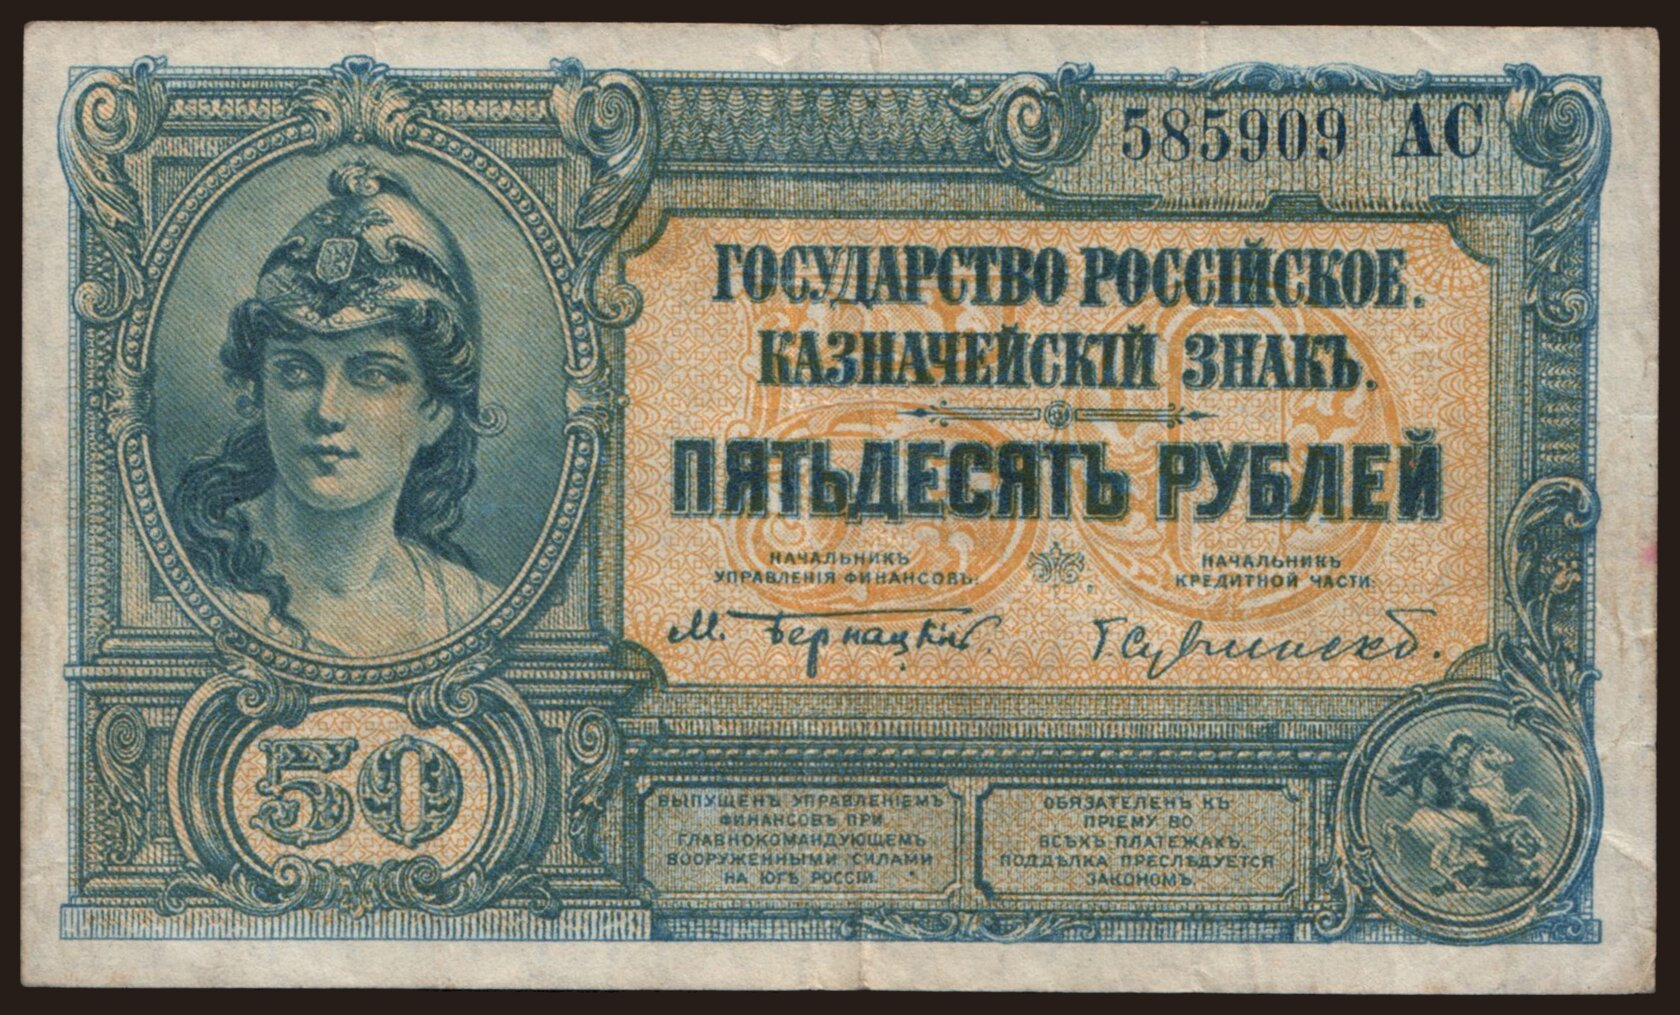 585909 АС
ГОСУДАРСТВО РОССІЙСКОЕ.
КАЗНАЧЕЙСКІЙ ЗНАКЪ.
ПЯТЬДЕСЯТЬ РУБЛЕЙ
НАЧАЛЬНИКЪ
УПРАВЛЕНІЯ ФИНАНСОВЪ:
НАЧАЛЬНИКЪ
КРЕДИТНОЙ ЧАСТИ:
М. Бернацкій.
50
ВЫПУЩЕНЪ УПРАВЛЕНІЕМЪ
ФИНАНСОВЪ ПРИ
ГЛАВНОКОМАНДУЮЩЕМЪ
ВООРУЖЕННЫМИ СИЛАМИ
НА ЮГѢ РОССІИ.
ОБЯЗАТЕЛЕНЪ КЪ
ПРІЕМУ ВО
ВСѢХЪ ПЛАТЕЖАХЪ.
ПОДДѢЛКА ПРЕСЛѢДУЕТСЯ
ЗАКОНОМЪ.